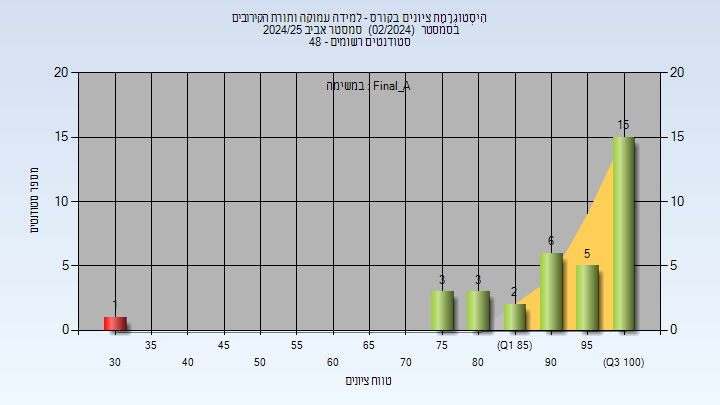 היסטוגרמת ציונים בקורס - למידה עמוקה ותורת הקירובים
בסמסטר (02/2024) סמסטר אביב 2024/25
סטודנטים רשומים - 48
במשימה : Final_A
מספר סטודנטים
20 20
15 15
10 10
5 5
0 0
1 3 3 2 6 5 15
35 45 55 65 75 (Q1 85) 95
30 40 50 60 70 80 90 (Q3 100)
טווח ציונים